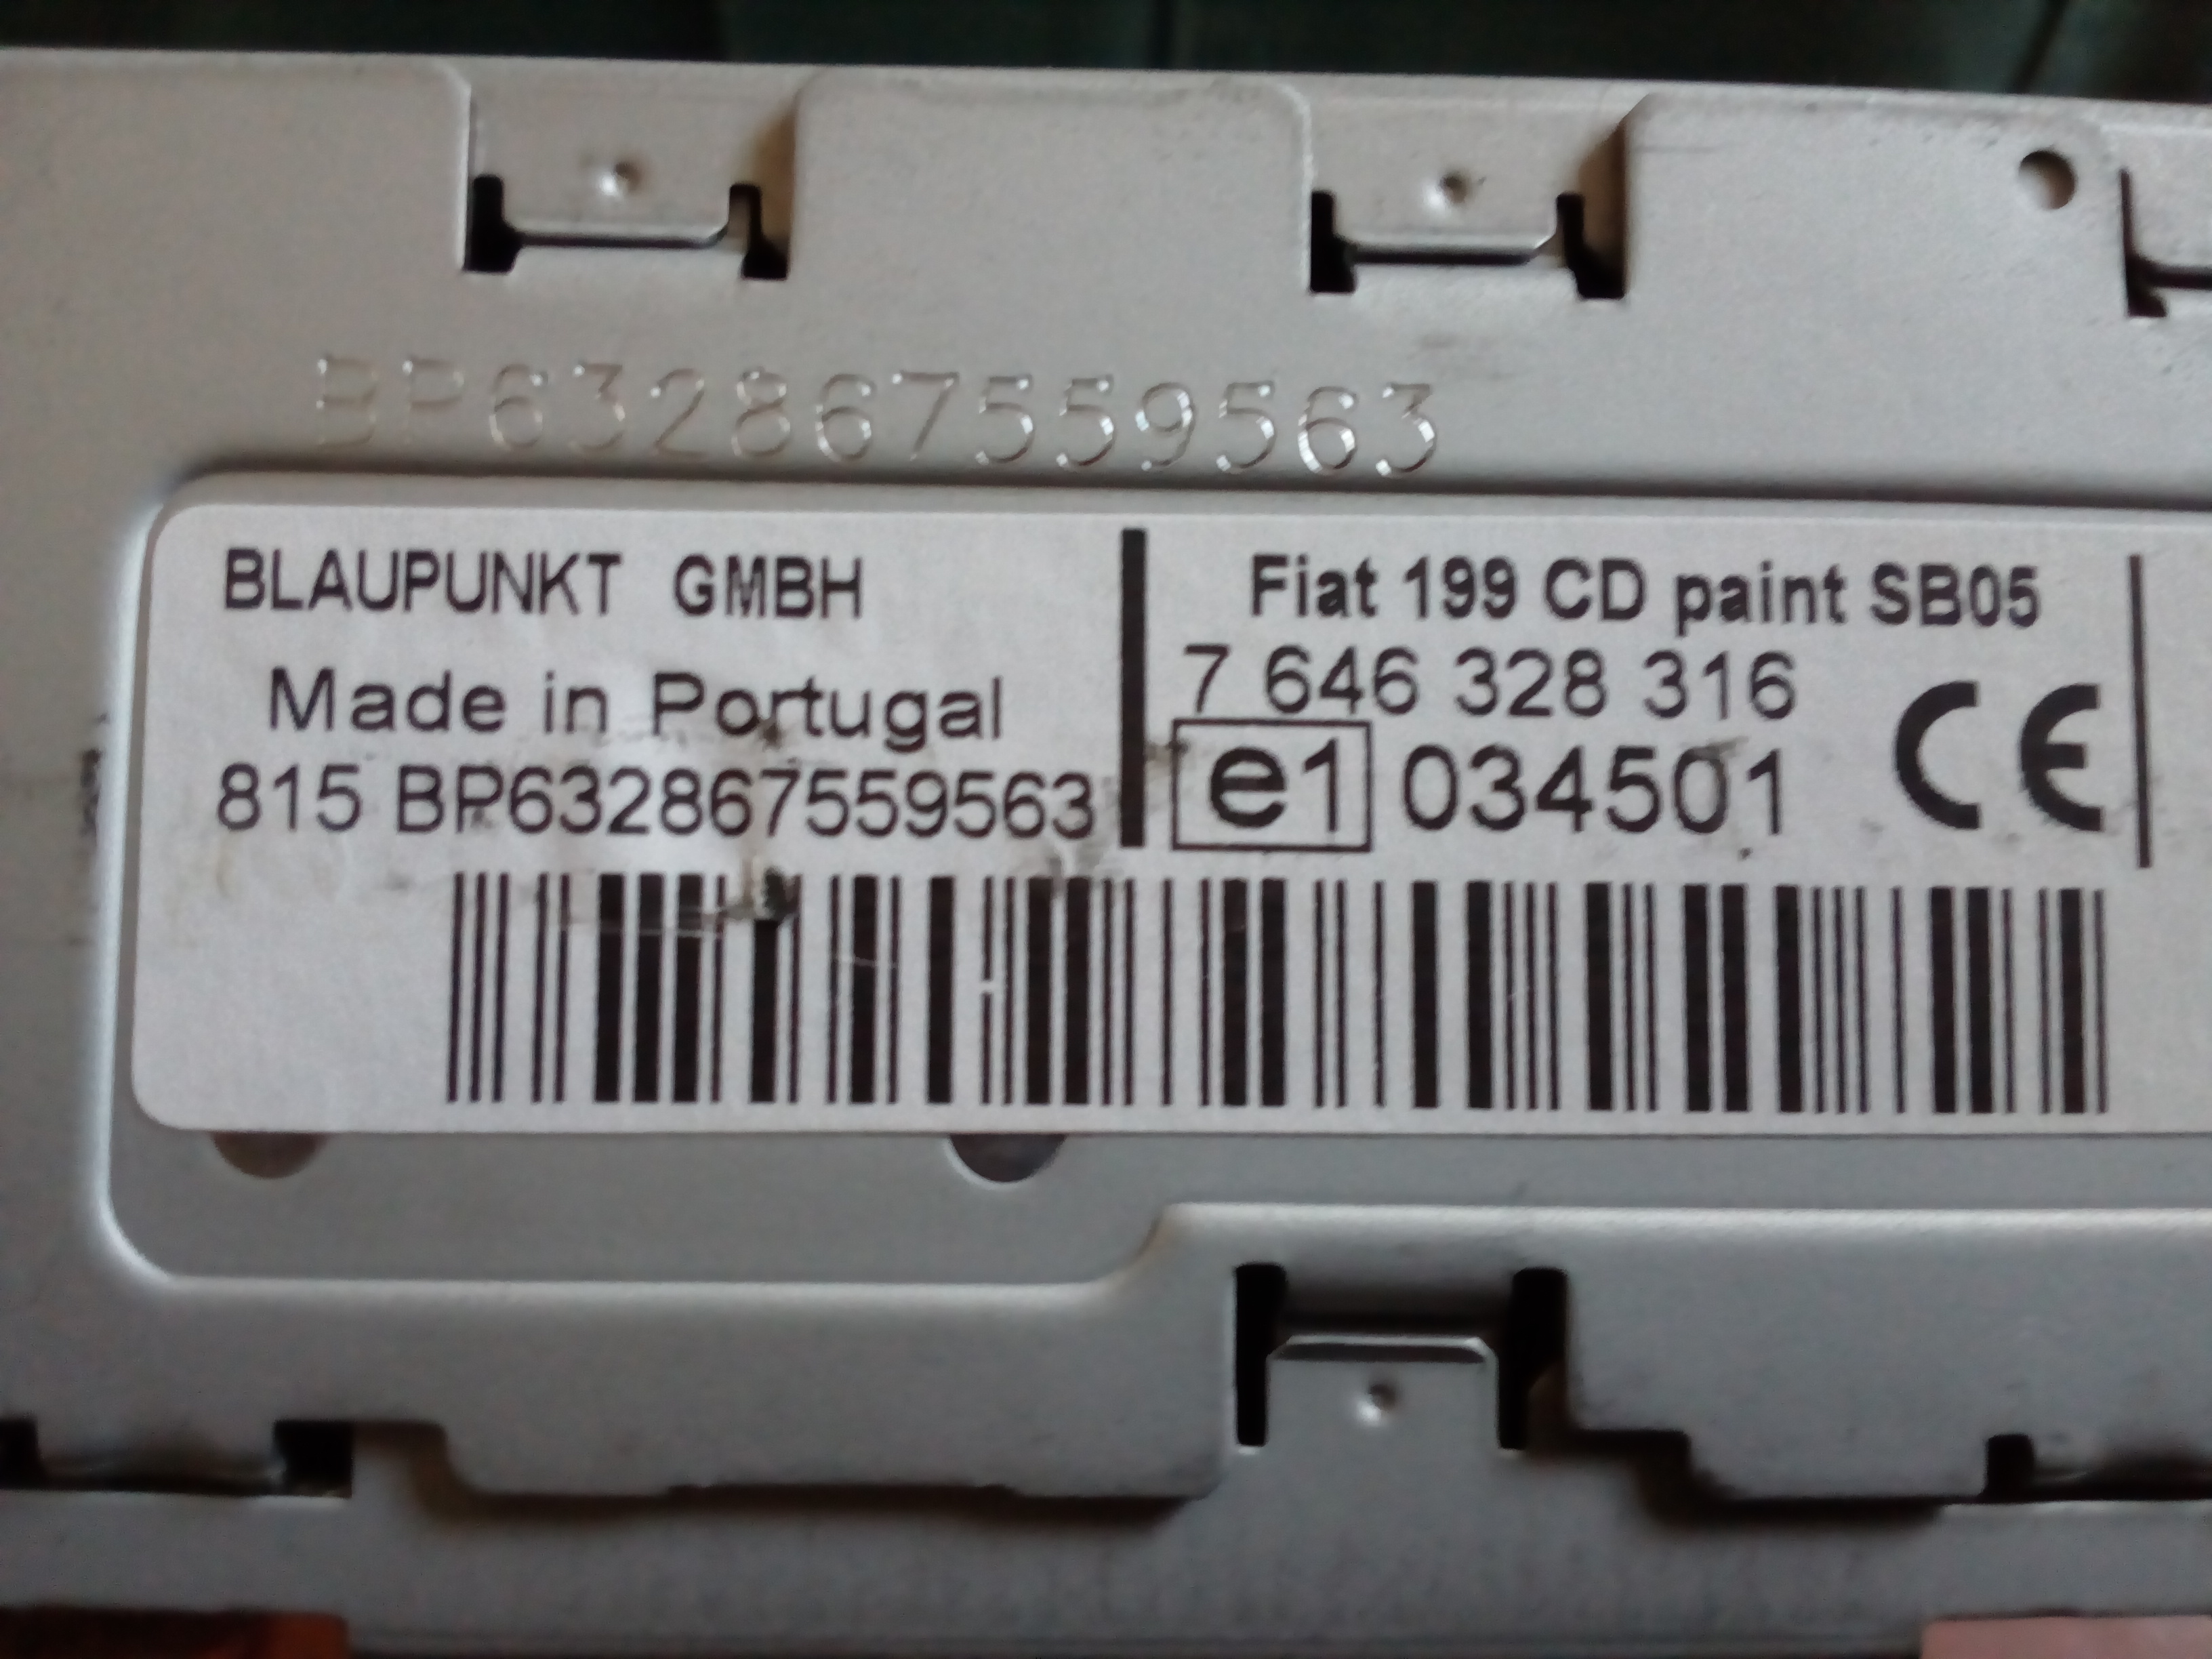 BP632867559563
BLAUPUNKT GMBH
Made in Portugal
815 BP632867559563
Fiat 199 CD paint SB05
7 646 328 316
e1 034501
CE